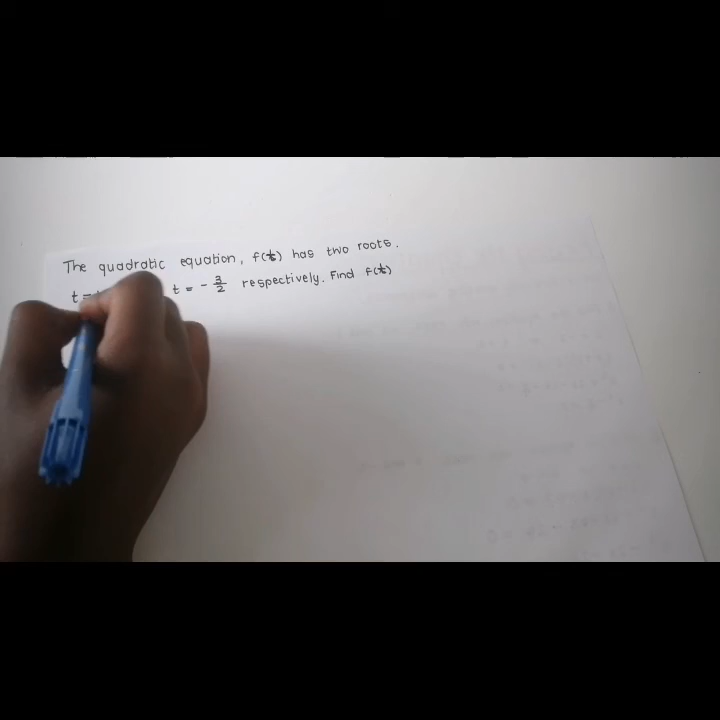 The quadratic equation, f(t) has two roots.
t = t = - 3/2 respectively. Find f(t)